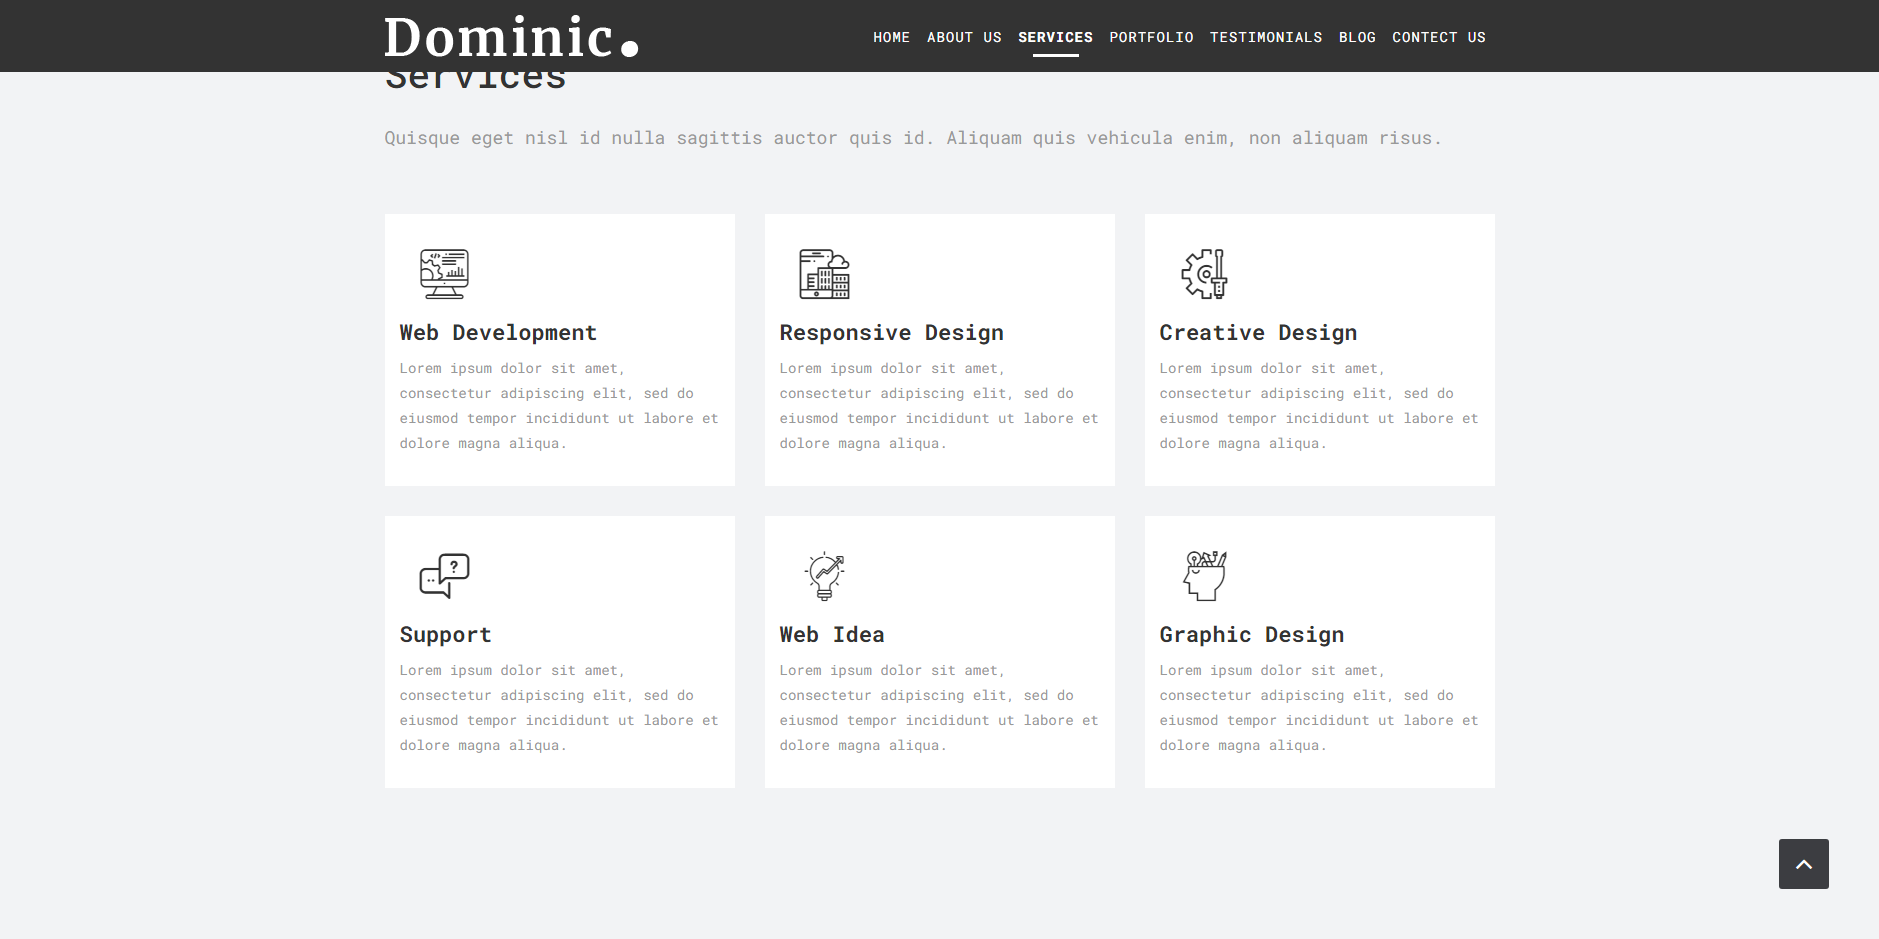 Dominic.
HOME ABOUT US SERVICES PORTFOLIO TESTIMONIALS BLOG CONTECT US
Services
Quisque eget nisl id nulla sagittis auctor quis id. Aliquam quis vehicula enim, non aliquam risus.
Web Development
Lorem ipsum dolor sit amet,
consectetur adipiscing elit, sed do
eiusmod tempor incididunt ut labore et
dolore magna aliqua.
Responsive Design
Lorem ipsum dolor sit amet,
consectetur adipiscing elit, sed do
eiusmod tempor incididunt ut labore et
dolore magna aliqua.
Creative Design
Lorem ipsum dolor sit amet,
consectetur adipiscing elit, sed do
eiusmod tempor incididunt ut labore et
dolore magna aliqua.
Support
Lorem ipsum dolor sit amet,
consectetur adipiscing elit, sed do
eiusmod tempor incididunt ut labore et
dolore magna aliqua.
Web Idea
Lorem ipsum dolor sit amet,
consectetur adipiscing elit, sed do
eiusmod tempor incididunt ut labore et
dolore magna aliqua.
Graphic Design
Lorem ipsum dolor sit amet,
consectetur adipiscing elit, sed do
eiusmod tempor incididunt ut labore et
dolore magna aliqua.